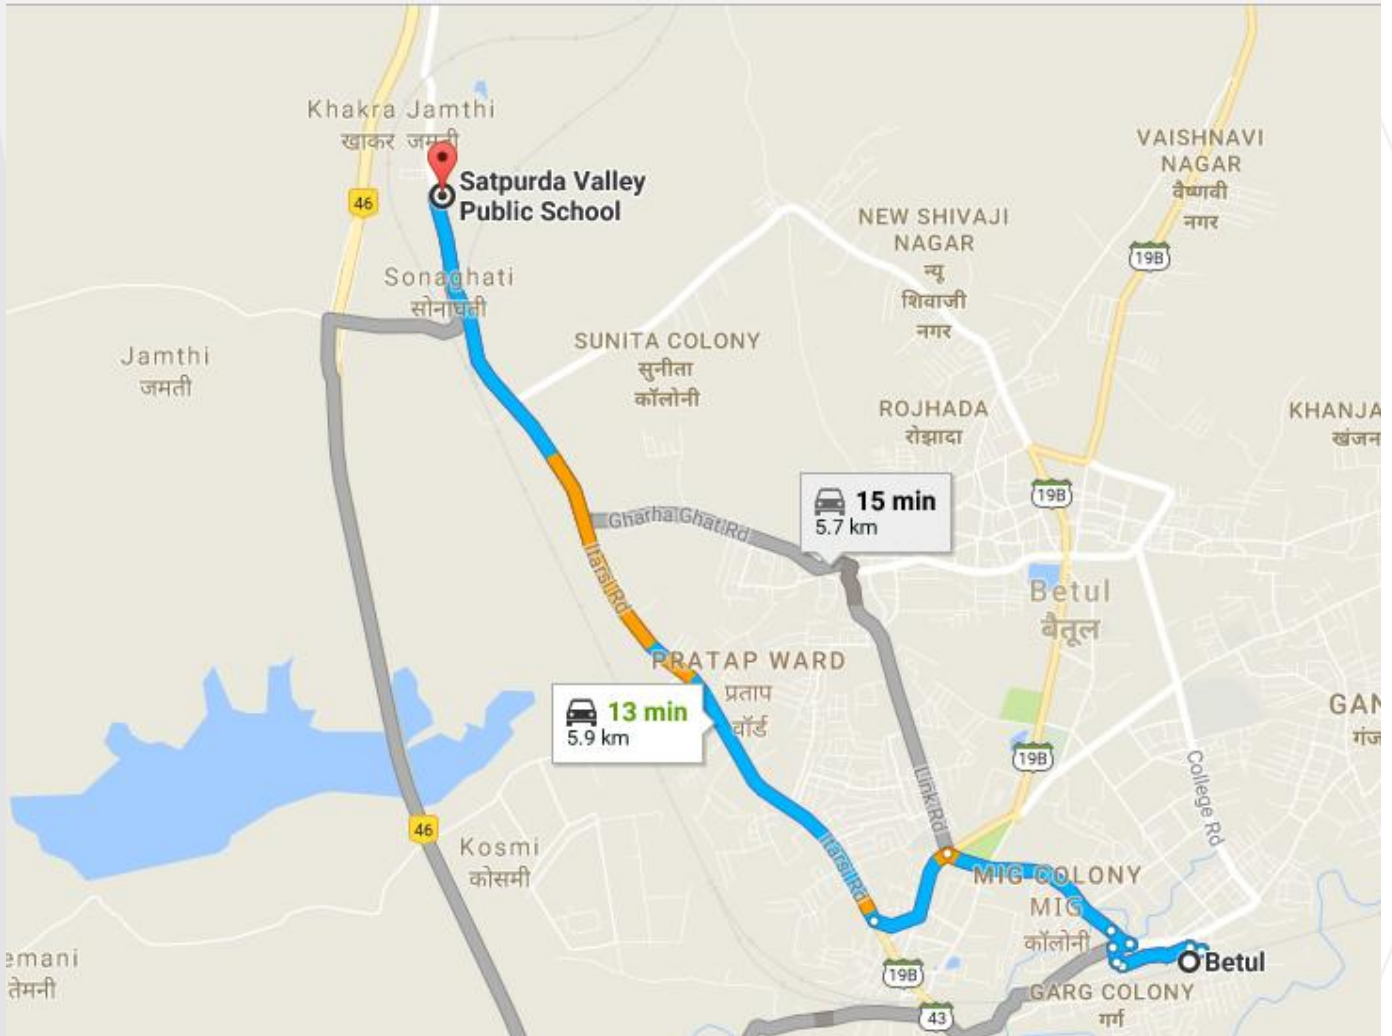 Khakra Jamthi
खाकर जमती
46
Satpurda Valley
Public School
VAISHNAVI
NAGAR
वैष्णवी
नगर
NEW SHIVAJI
NAGAR
न्यू
शिवाजी
नगर
19B
Sonaghati
सोनाघती
Jamthi
जमती
SUNITA COLONY
सुनीता
कॉलोनी
ROJHADA
रोझादा
KHANJA
खंजन
19B
15 min
5.7 km
Gharha Ghat Rd
Itarsi Rd
Betul
बैतूल
PRATAP WARD
प्रताप
वॉर्ड
13 min
5.9 km
GAN
गंज
19B
College Rd
Link Rd
46
Kosmi
कोसमी
Itarsi Rd
MIG COLONY
MIG
कॉलोनी
emani
तेमनी
19B
Betul
GARG COLONY
गर्ग
43